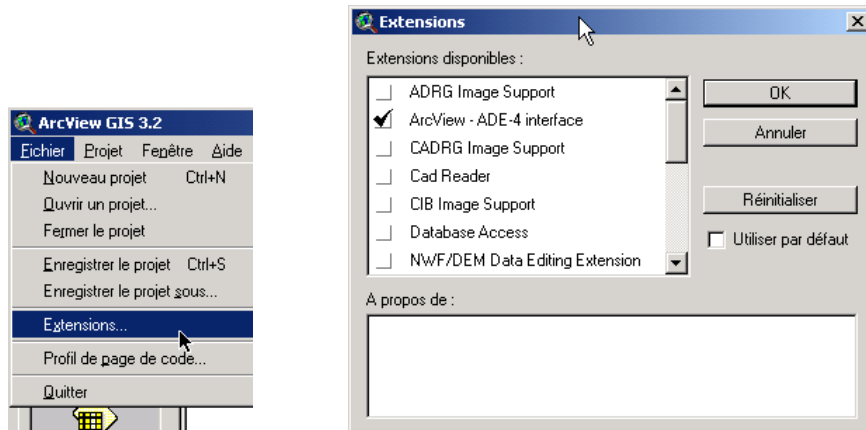 ArcView GIS 3.2
Fichier Projet Fenêtre Aide
Nouveau projet Ctrl+N
Ouvrir un projet...
Fermer le projet
Enregistrer le projet Ctrl+S
Enregistrer le projet sous...
Extensions...
Profil de page de code...
Quitter
Extensions
Extensions disponibles :
ADRG Image Support
ArcView - ADE-4 interface
CADRG Image Support
Cad Reader
CIB Image Support
Database Access
NWF/DEM Data Editing Extension
OK
Annuler
Réinitialiser
Utiliser par défaut
A propos de :